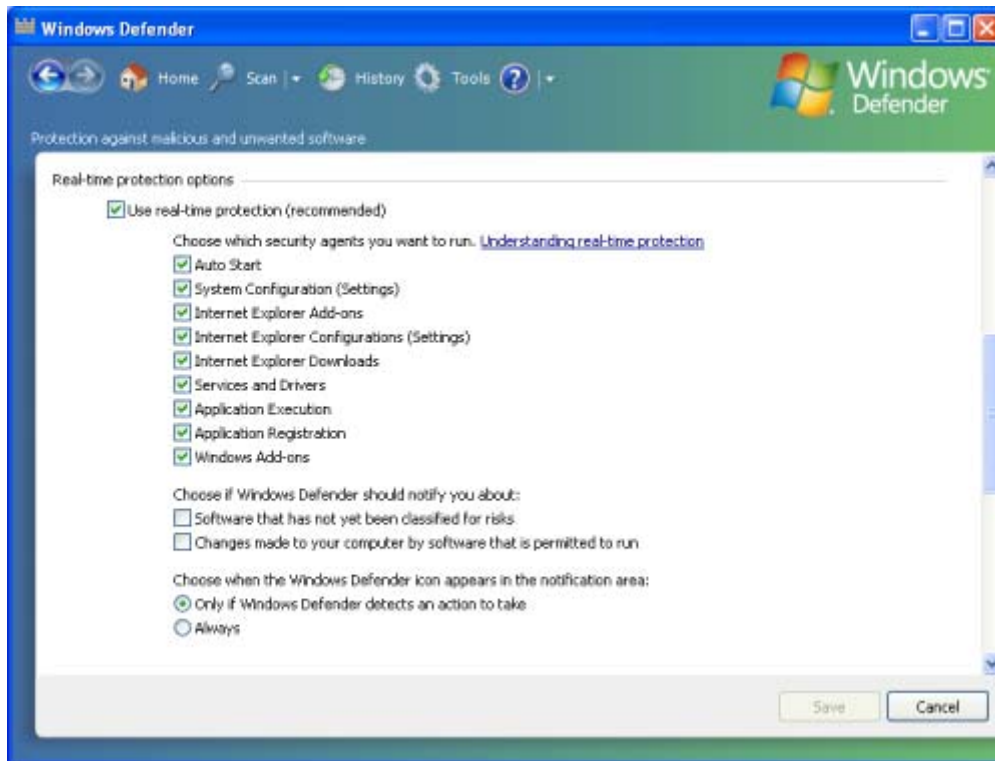 Windows Defender
Home Scan History Tools ?
Windows
Defender
Protection against malicious and unwanted software
Real-time protection options
Use real-time protection (recommended)
Choose which security agents you want to run. Understanding real-time protection
Auto Start
System Configuration (Settings)
Internet Explorer Add-ons
Internet Explorer Configurations (Settings)
Internet Explorer Downloads
Services and Drivers
Application Execution
Application Registration
Windows Add-ons
Choose if Windows Defender should notify you about:
Software that has not yet been classified for risks
Changes made to your computer by software that is permitted to run
Choose when the Windows Defender icon appears in the notification area:
Only if Windows Defender detects an action to take
Always
Save Cancel